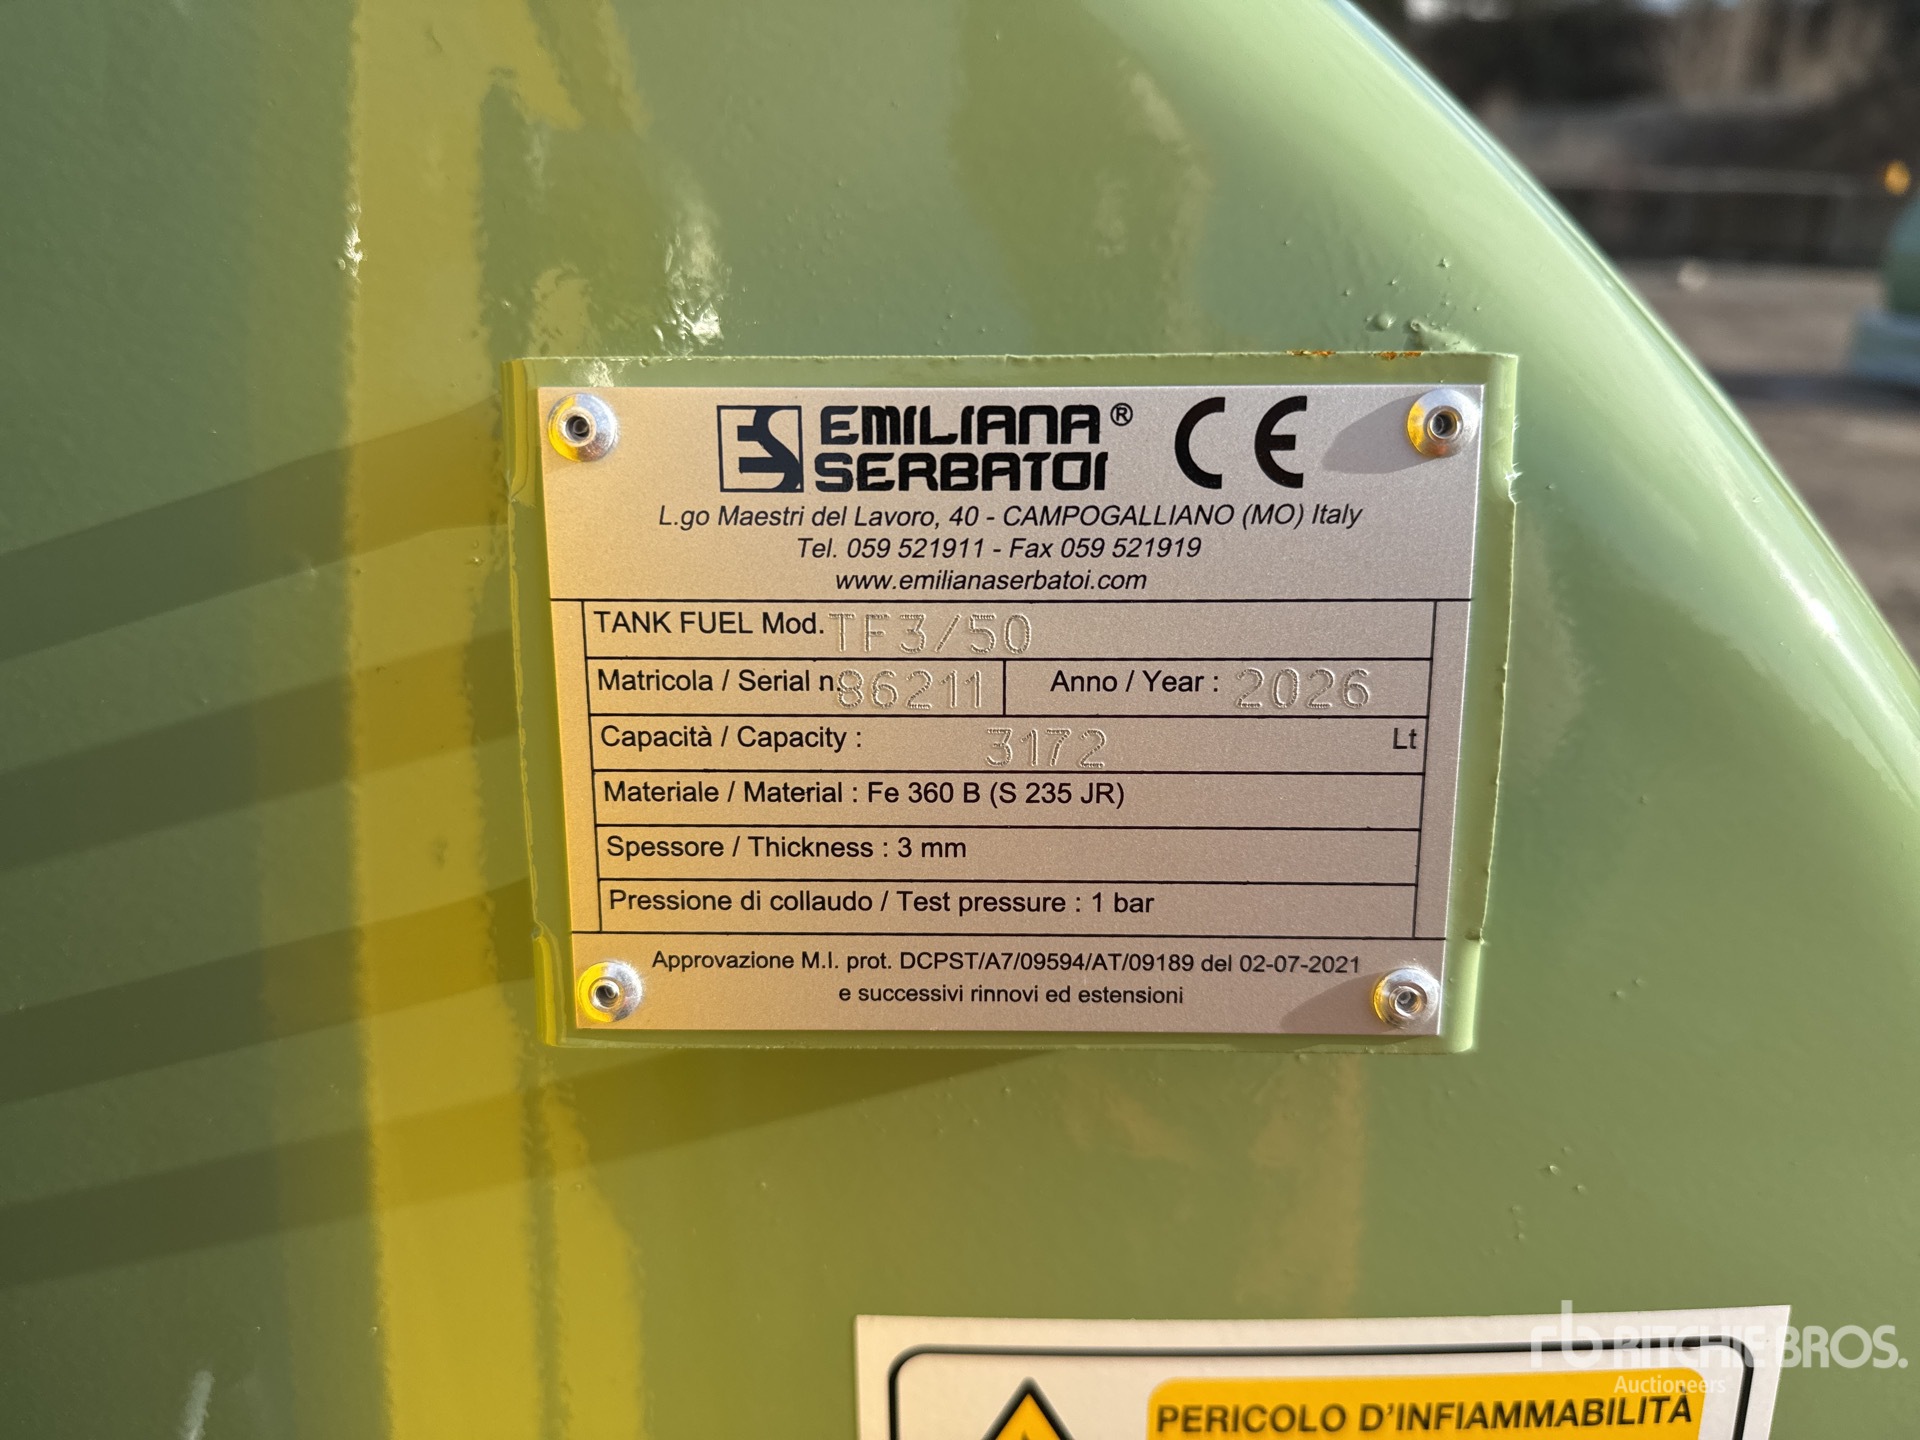 ES EMILIANA® CE
SERBATOI
L.go Maestri del Lavoro, 40 - CAMPOGALLIANO (MO) Italy
Tel. 059 521911 - Fax 059 521919
www.emilianaserbatoi.com
TANK FUEL Mod. TF3/50
Matricola / Serial n. 86211 Anno / Year : 2026
Capacità / Capacity : 3172 Lt
Materiale / Material : Fe 360 B (S 235 JR)
Spessore / Thickness : 3 mm
Pressione di collaudo / Test pressure : 1 bar
Approvazione M.I. prot. DCPST/A7/09594/AT/09189 del 02-07-2021
e successivi rinnovi ed estensioni
PERICOLO D'INFIAMMABILITÀ
rb RITCHIE BROS.
Auctioneers